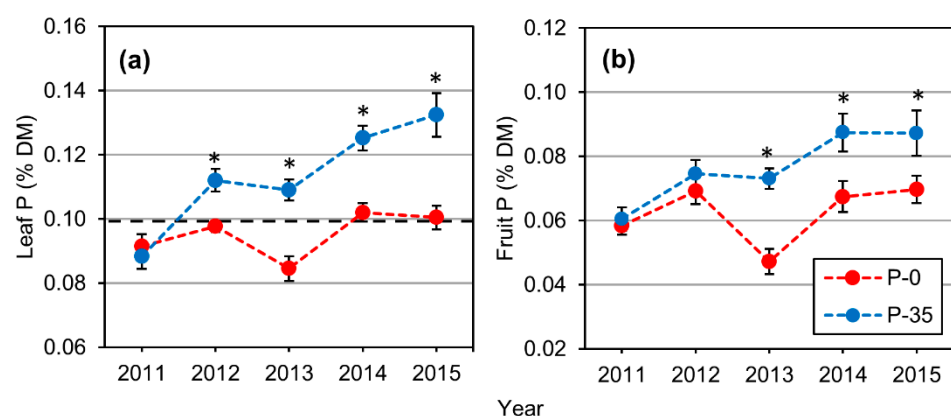 (a)
Leaf P (% DM)
0.16
0.14
0.12
0.10
0.08
0.06
* * * *
2011 2012 2013 2014 2015
(b)
Fruit P (% DM)
0.12
0.10
0.08
0.06
0.04
0.02
* * *
P-0
P-35
2011 2012 2013 2014 2015
Year